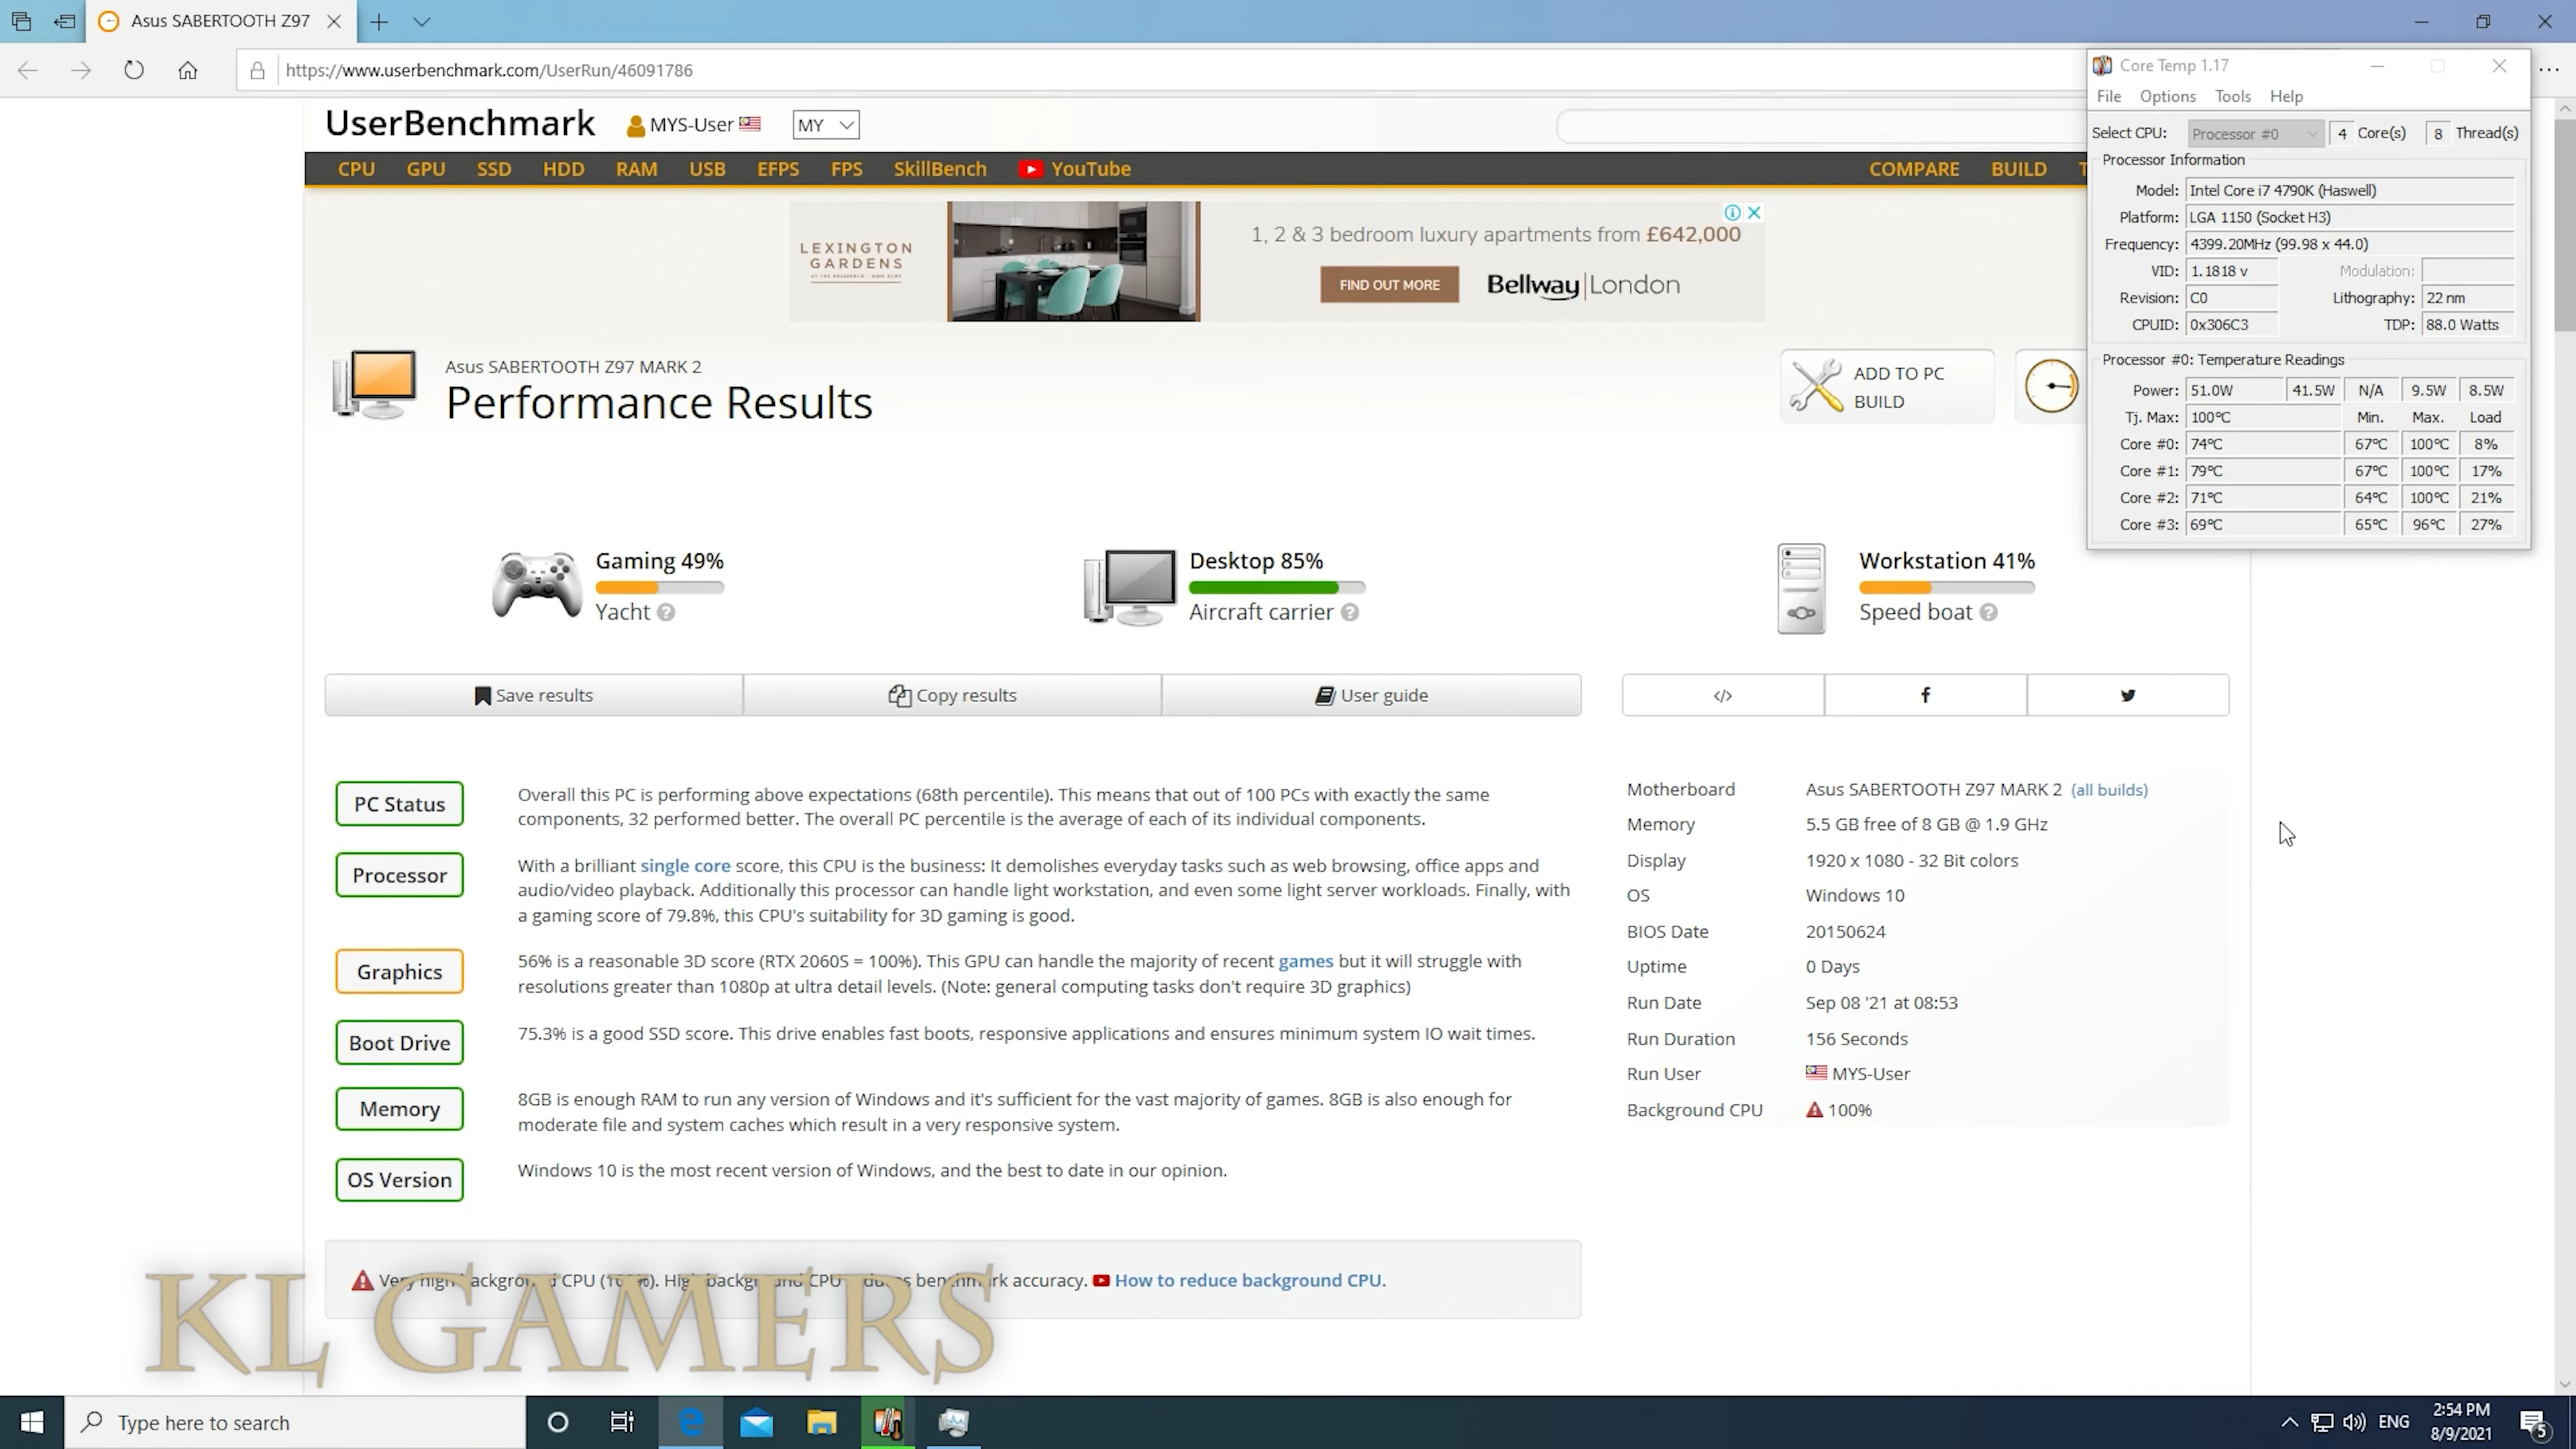 Asus SABERTOOTH Z97
https://www.userbenchmark.com/UserRun/46091786
UserBenchmark
MYS-User
MY
CPU GPU SSD HDD RAM USB EFPS FPS SkillBench YouTube COMPARE BUILD
LEXINGTON
GARDENS
1, 2 & 3 bedroom luxury apartments from £642,000
FIND OUT MORE
Bellway London
Asus SABERTOOTH Z97 MARK 2
Performance Results
ADD TO PC
BUILD
Gaming 49%
Yacht ?
Desktop 85%
Aircraft carrier ?
Workstation 41%
Speed boat ?
Save results
Copy results
User guide
</>
f
PC Status
Overall this PC is performing above expectations (68th percentile). This means that out of 100 PCs with exactly the same
components, 32 performed better. The overall PC percentile is the average of each of its individual components.
Processor
With a brilliant single core score, this CPU is the business: It demolishes everyday tasks such as web browsing, office apps and
audio/video playback. Additionally this processor can handle light workstation, and even some light server workloads. Finally, with
a gaming score of 79.8%, this CPU's suitability for 3D gaming is good.
Graphics
56% is a reasonable 3D score (RTX 2060S = 100%). This GPU can handle the majority of recent games but it will struggle with
resolutions greater than 1080p at ultra detail levels. (Note: general computing tasks don't require 3D graphics)
Boot Drive
75.3% is a good SSD score. This drive enables fast boots, responsive applications and ensures minimum system IO wait times.
Memory
8GB is enough RAM to run any version of Windows and it's sufficient for the vast majority of games. 8GB is also enough for
moderate file and system caches which result in a very responsive system.
OS Version
Windows 10 is the most recent version of Windows, and the best to date in our opinion.
Motherboard Asus SABERTOOTH Z97 MARK 2 (all builds)
Memory 5.5 GB free of 8 GB @ 1.9 GHz
Display 1920 x 1080 - 32 Bit colors
OS Windows 10
BIOS Date 20150624
Uptime 0 Days
Run Date Sep 08 '21 at 08:53
Run Duration 156 Seconds
Run User MYS-User
Background CPU 100%
Very high background CPU (100%). High background CPU reduces benchmark accuracy. How to reduce background CPU.
KL GAMERS
Core Temp 1.17
File Options Tools Help
Select CPU: Processor #0 4 Core(s) 8 Thread(s)
Processor Information
Model: Intel Core i7 4790K (Haswell)
Platform: LGA 1150 (Socket H3)
Frequency: 4399.20MHz (99.98 x 44.0)
VID: 1.1818 v Modulation:
Revision: C0 Lithography: 22 nm
CPUID: 0x306C3 TDP: 88.0 Watts
Processor #0: Temperature Readings
Power: 51.0W 41.5W N/A 9.5W 8.5W
Tj. Max: 100°C Min. Max. Load
Core #0: 74°C 67°C 100°C 8%
Core #1: 79°C 67°C 100°C 17%
Core #2: 71°C 64°C 100°C 21%
Core #3: 69°C 65°C 96°C 27%
Type here to search
ENG
2:54 PM
8/9/2021
5